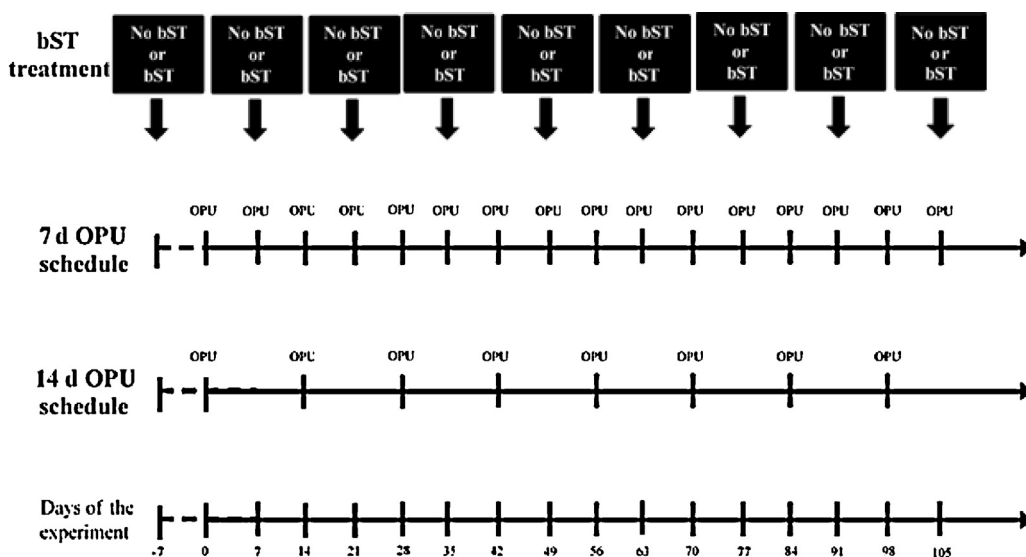 bST
treatment
No bST
or
bST
No bST
or
bST
No bST
or
bST
No bST
or
bST
No bST
or
bST
No bST
or
bST
No bST
or
bST
No bST
or
bST
No bST
or
bST
7 d OPU
schedule
OPU OPU OPU OPU OPU OPU OPU OPU OPU OPU OPU OPU OPU OPU OPU OPU
14 d OPU
schedule
OPU OPU OPU OPU OPU OPU OPU OPU
Days of the
experiment
-7 0 7 14 21 28 35 42 49 56 63 70 77 84 91 98 105